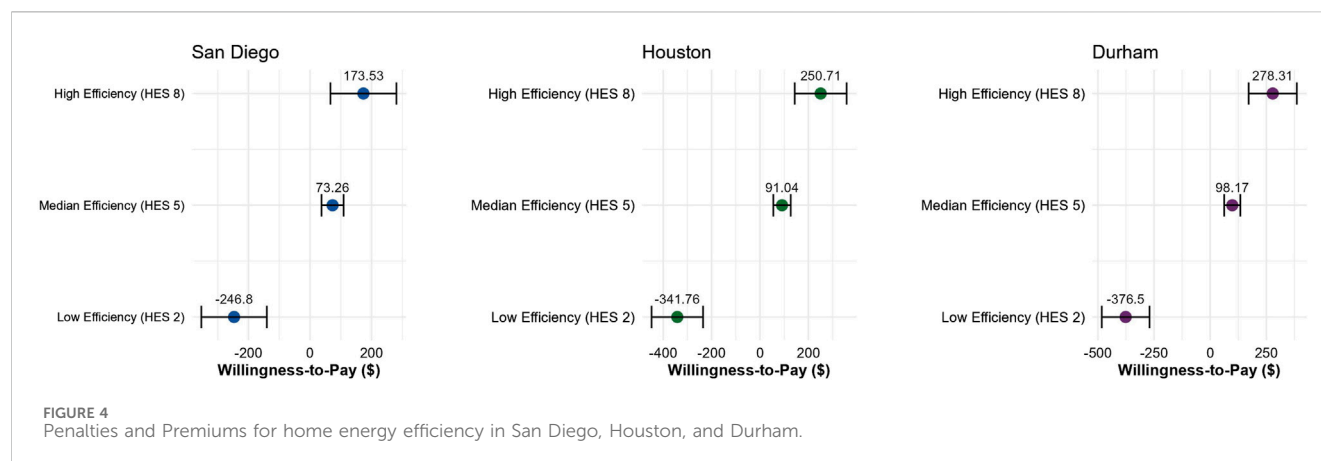 San Diego
High Efficiency (HES 8)
173.53
Median Efficiency (HES 5)
73.26
Low Efficiency (HES 2)
-246.8
-200 0 200
Willingness-to-Pay ($)
Houston
High Efficiency (HES 8)
250.71
Median Efficiency (HES 5)
91.04
Low Efficiency (HES 2)
-341.76
-400 -200 0 200
Willingness-to-Pay ($)
Durham
High Efficiency (HES 8)
278.31
Median Efficiency (HES 5)
98.17
Low Efficiency (HES 2)
-376.5
-500 -250 0 250
Willingness-to-Pay ($)
FIGURE 4
Penalties and Premiums for home energy efficiency in San Diego, Houston, and Durham.